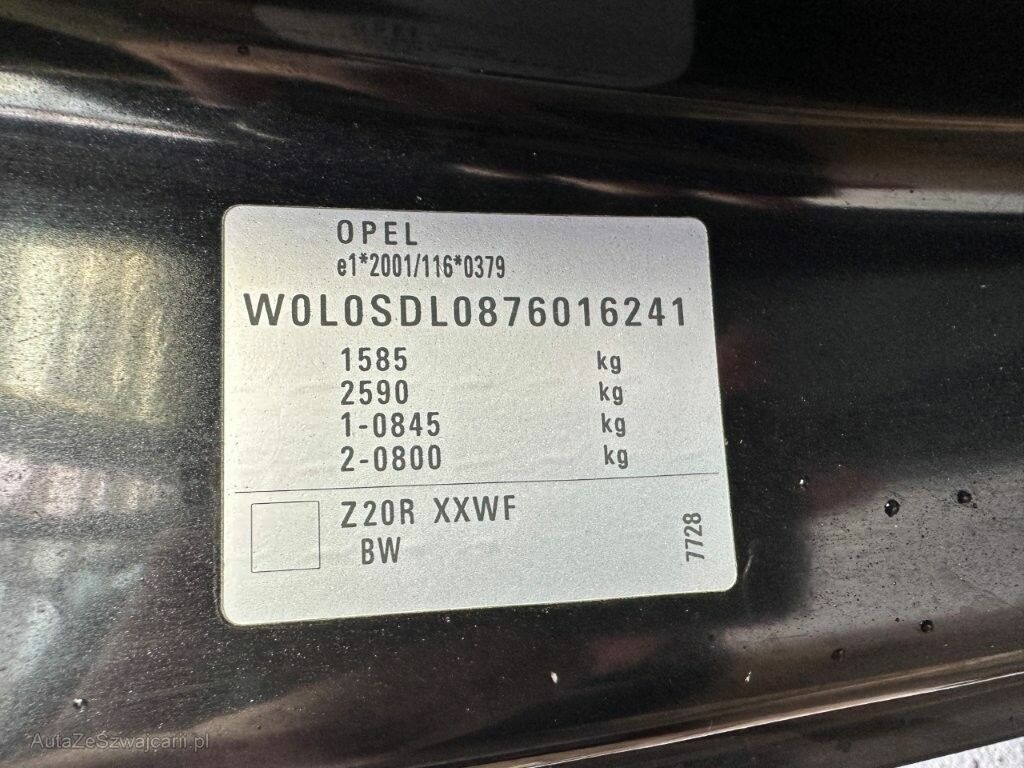 OPEL
e1*2001/116*0379
W0L0SDL0876016241
1585 kg
2590 kg
1-0845 kg
2-0800 kg
Z20R XXWF
BW
7728
AutaZeSzwajcarii.pl